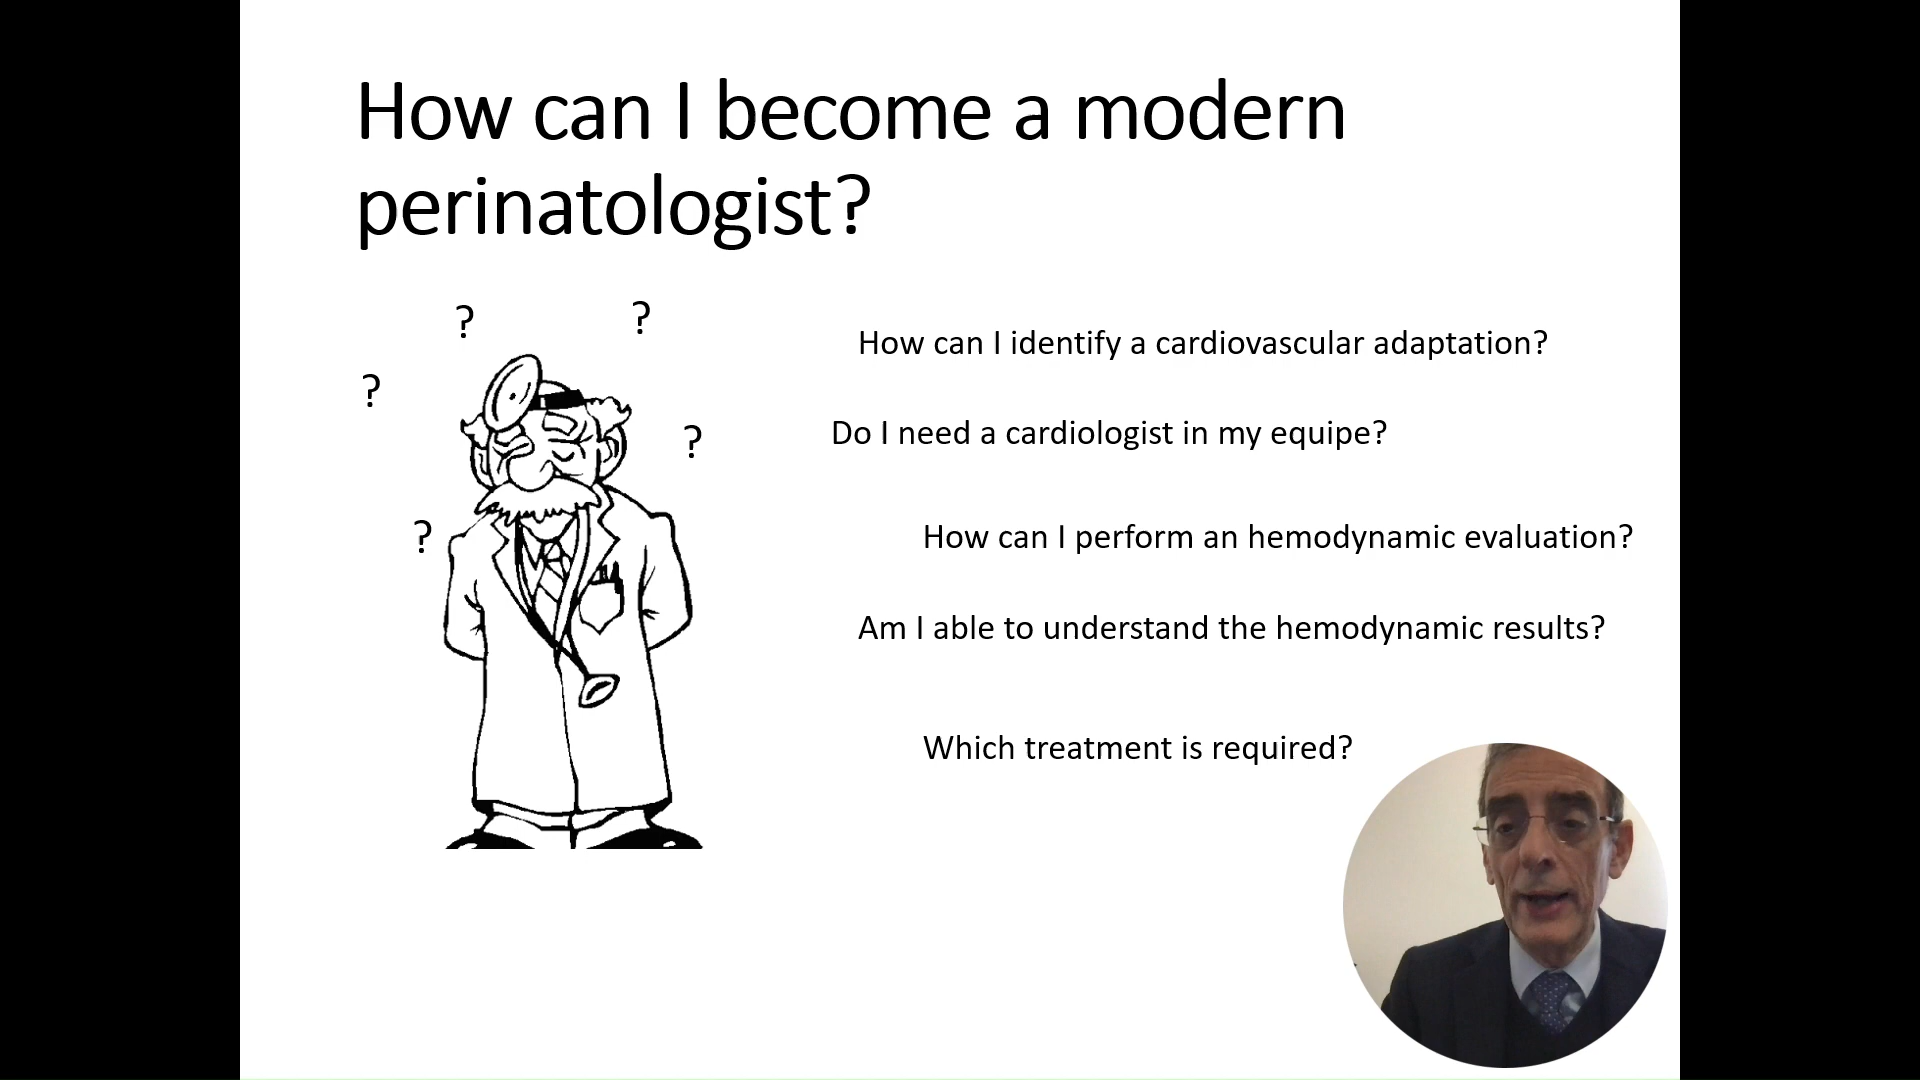 How can I become a modern
perinatologist?
?
?
?
?
?
How can I identify a cardiovascular adaptation?
Do I need a cardiologist in my equipe?
How can I perform an hemodynamic evaluation?
Am I able to understand the hemodynamic results?
Which treatment is required?